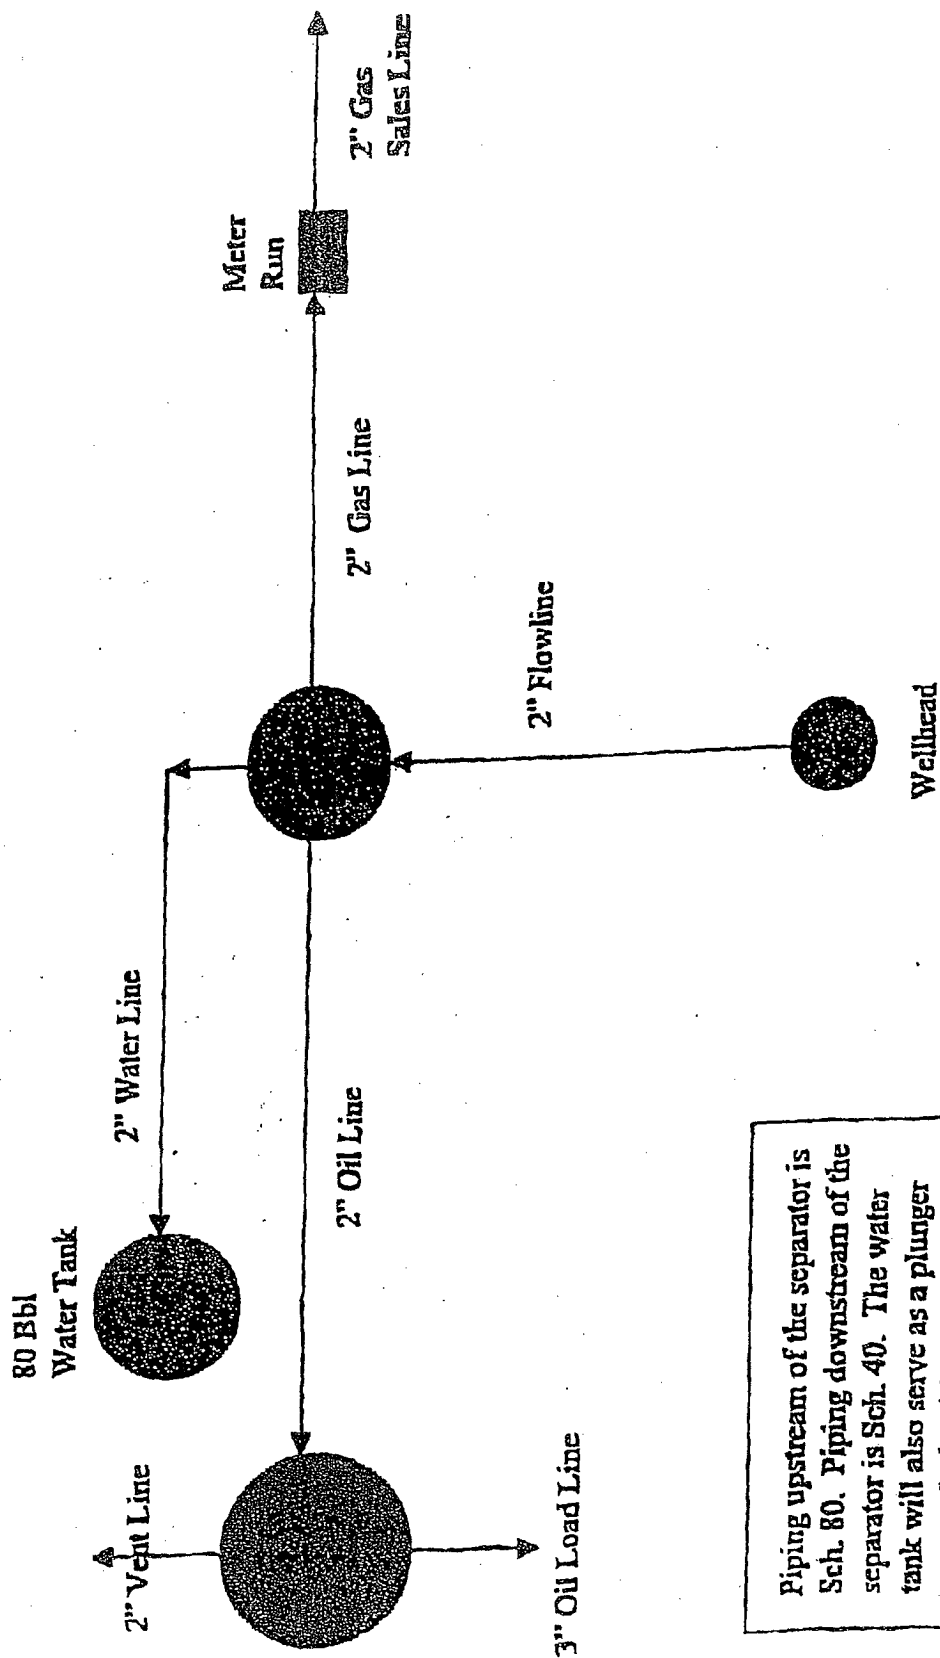 80 Bbl
Water Tank
2" Vent Line
2" Water Line
2" Oil Line
3" Oil Load Line
2" Gas Line
Meter
Run
2" Gas
Sales Line
2" Flowline
Wellhead
Piping upstream of the separator is
Sch. 80. Piping downstream of the
separator is Sch. 40. The water
tank will also serve as a plunger